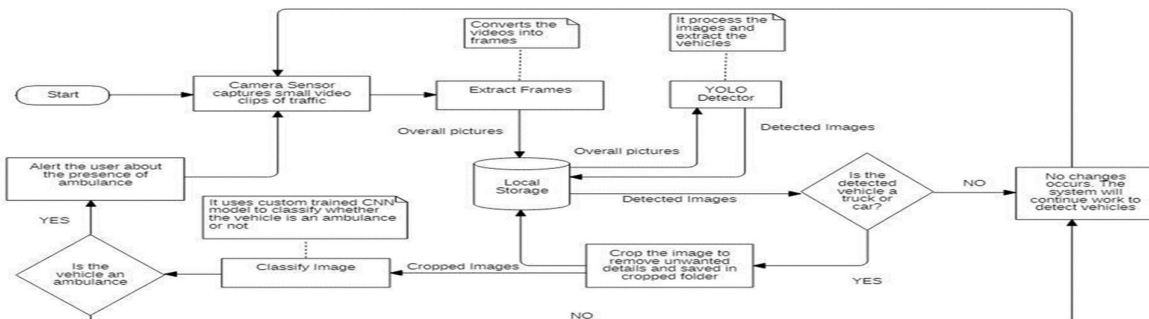 Converts the
videos into
frames
It process the
images and
extract the
vehicles
Start
Camera Sensor
captures small video
clips of traffic
Extract Frames
YOLO
Detector
Overall pictures
Detected Images
Overall pictures
Alert the user about
the presence of
ambulance
Local
Storage
Is the
detected
vehicle a
truck or
car?
NO
No changes
occurs. The
system will
continue work to
detect vehicles
Detected Images
It uses custom trained CNN
model to classify whether
the vehicle is an ambulance
or not
YES
Is the
vehicle an
ambulance
Classify Image
Cropped Images
Crop the image to
remove unwanted
details and saved in
cropped folder
YES
NO